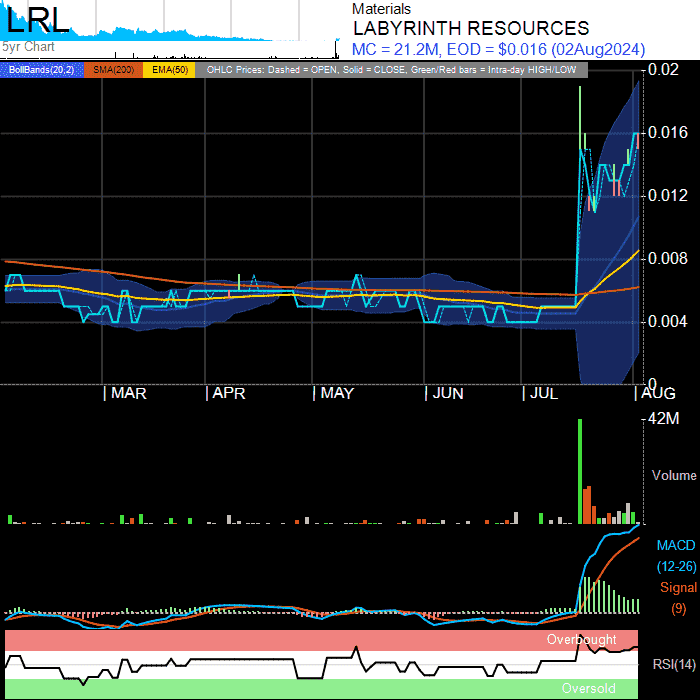 LRL
5yr Chart
Materials
LABYRINTH RESOURCES
MC = 21.2M, EOD = $0.016 (02Aug2024)
BollBands(20,2) SMA(200) EMA(50) OHLC Prices: Dashed = OPEN, Solid = CLOSE, Green/Red bars = Intra-day HIGH/LOW
0.02
0.016
0.012
0.008
0.004
0
MAR APR MAY JUN JUL AUG
42M
Volume
MACD
(12-26)
Signal
(9)
Overbought
RSI(14)
Oversold